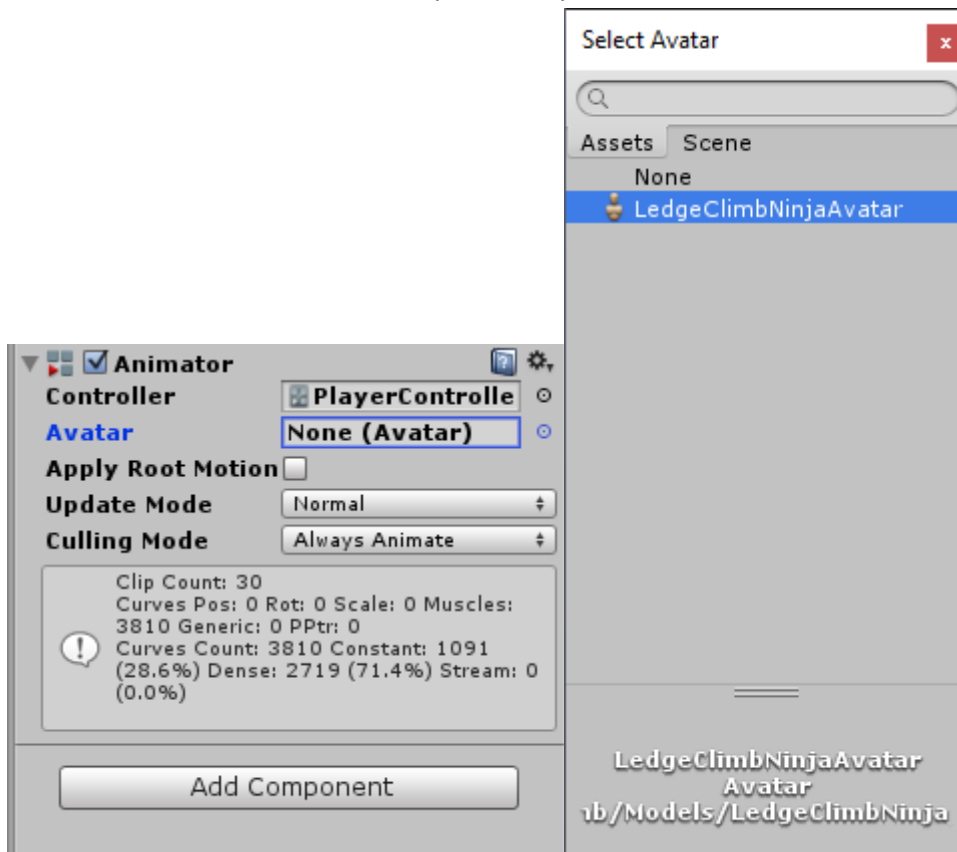 Select Avatar
x
Assets Scene
None
LedgeClimbNinjaAvatar
Animator
Controller PlayerControlle
Avatar None (Avatar)
Apply Root Motion
Update Mode Normal
Culling Mode Always Animate
Clip Count: 30
Curves Pos: 0 Rot: 0 Scale: 0 Muscles:
3810 Generic: 0 PPtr: 0
Curves Count: 3810 Constant: 1091
(28.6%) Dense: 2719 (71.4%) Stream: 0
(0.0%)
Add Component
LedgeClimbNinjaAvatar
Avatar
ıb/Models/LedgeClimbNinja